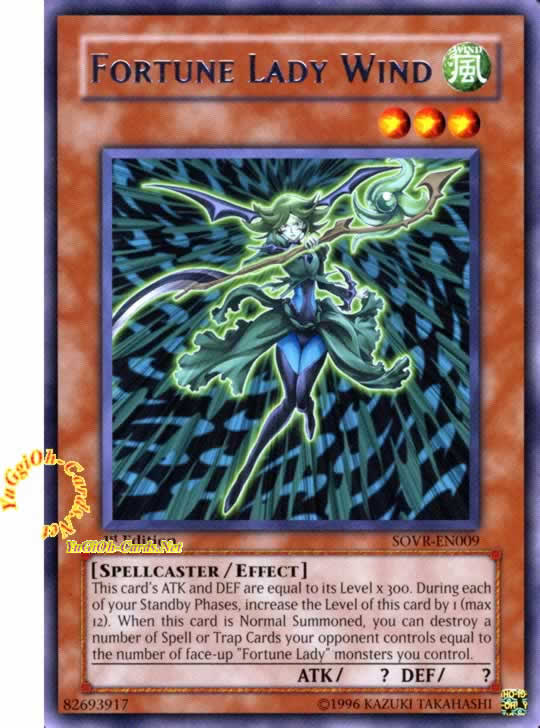 FORTUNE LADY WIND
WIND
風
1st Edition
SOVR-EN009
YuGiOh-Cards.Net
YuGiOh-Cards.Net
[SPELLCASTER/EFFECT]
This card's ATK and DEF are equal to its Level x 300. During each
of your Standby Phases, increase the Level of this card by 1 (max
12). When this card is Normal Summoned, you can destroy a
number of Spell or Trap Cards your opponent controls equal to
the number of face-up "Fortune Lady" monsters you control.
ATK/ ? DEF/ ?
82693917
©1996 KAZUKI TAKAHASHI